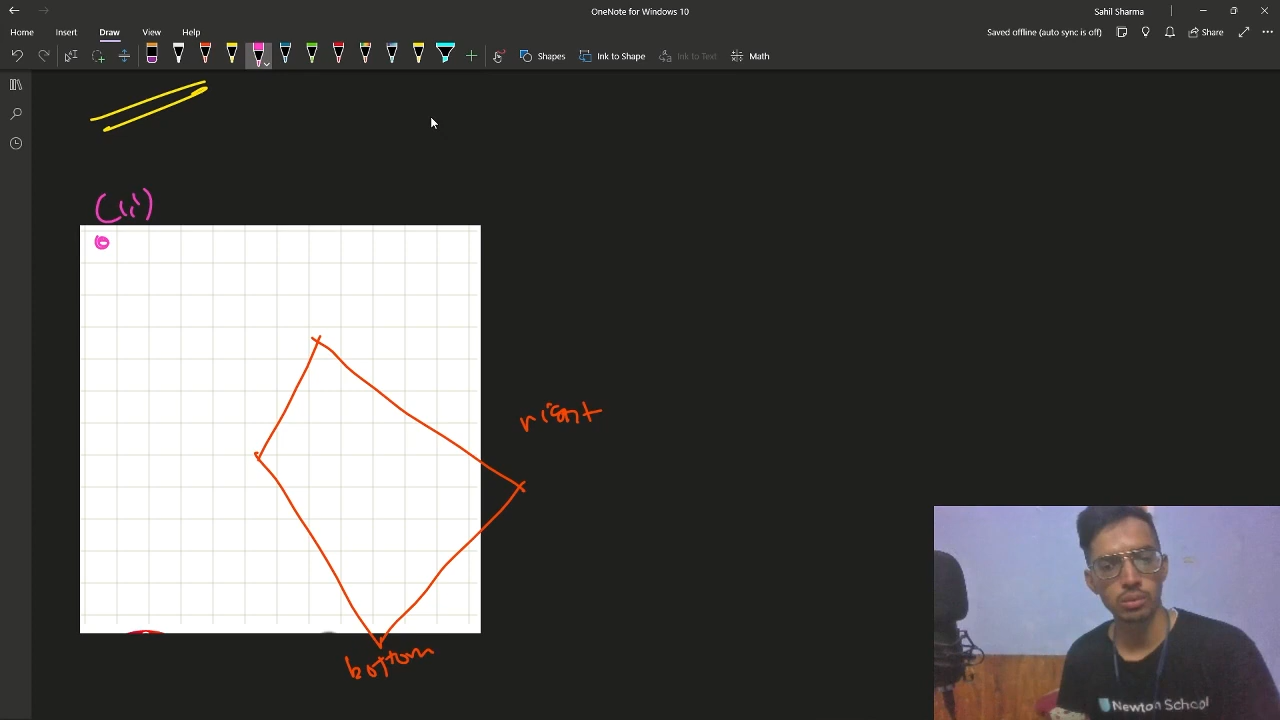 OneNote for Windows 10
Sahil Sharma
Home Insert Draw View Help
Saved offline (auto sync is off)
Share
Shapes
Ink to Shape
Ink to Text
Math
(ii)
right
bottom
Newton School